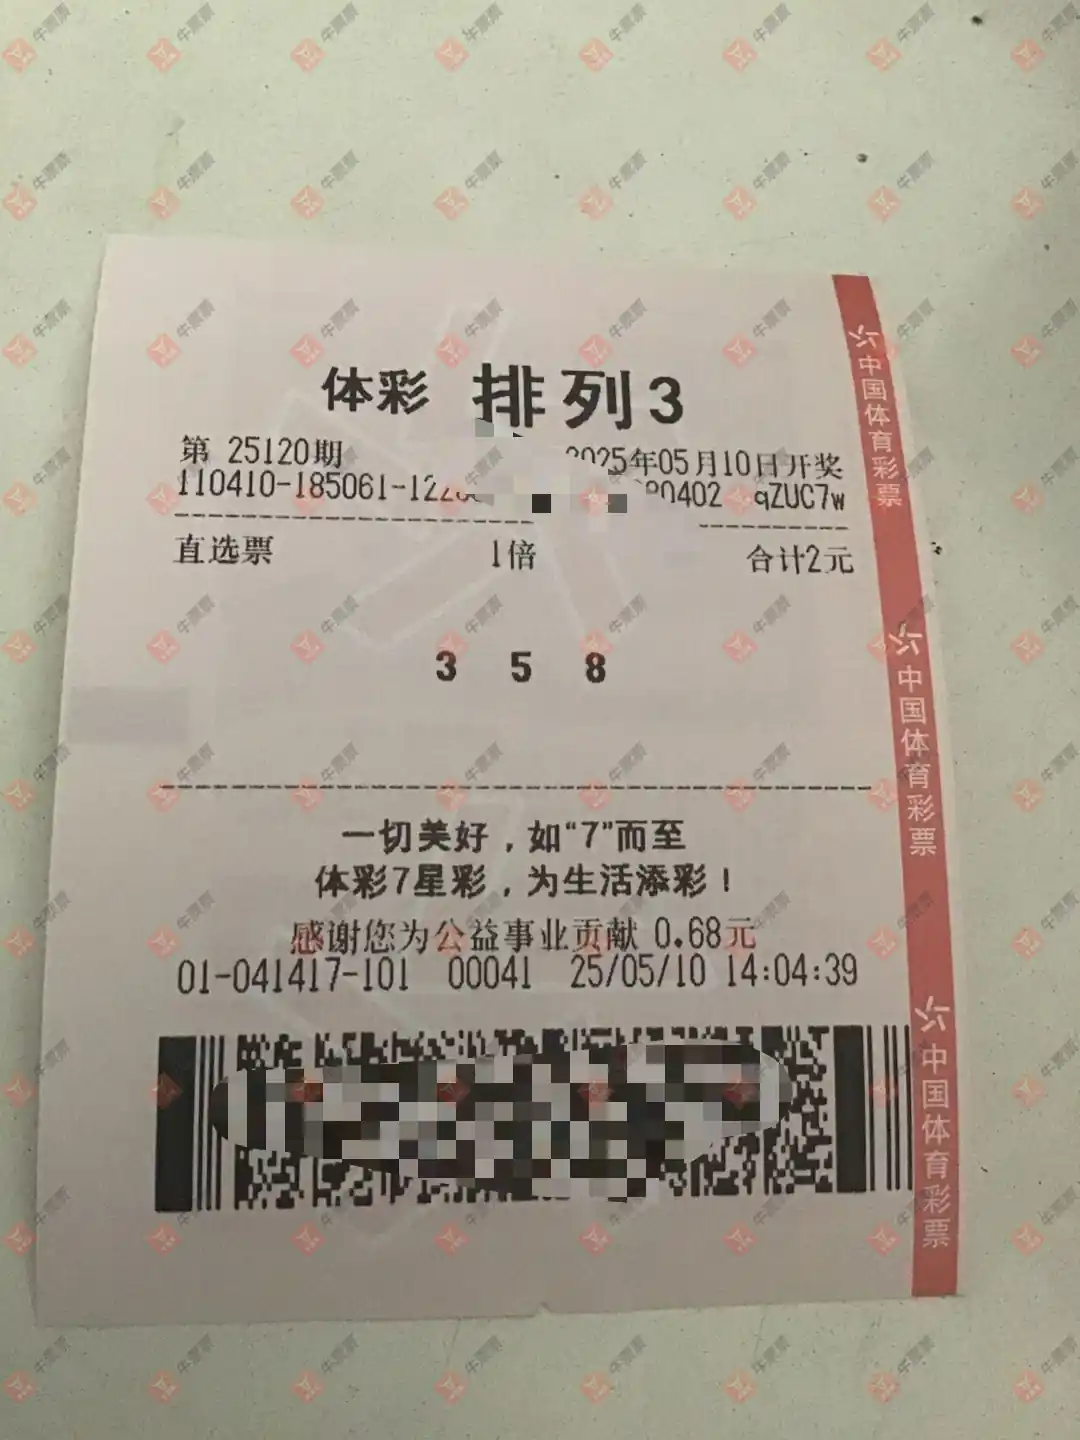 体彩 排列3
第 25120期 2025年05月10日开奖
110410-185061-122 80402 qZUC7w
直选票 1倍 合计2元
3 5 8
一切美好，如“7”而至
体彩7星彩，为生活添彩！
感谢您为公益事业贡献 0.68元
01-041417-101 00041 25/05/10 14:04:39
中国体育彩票
中国体育彩票
中国体育彩票
牛票票